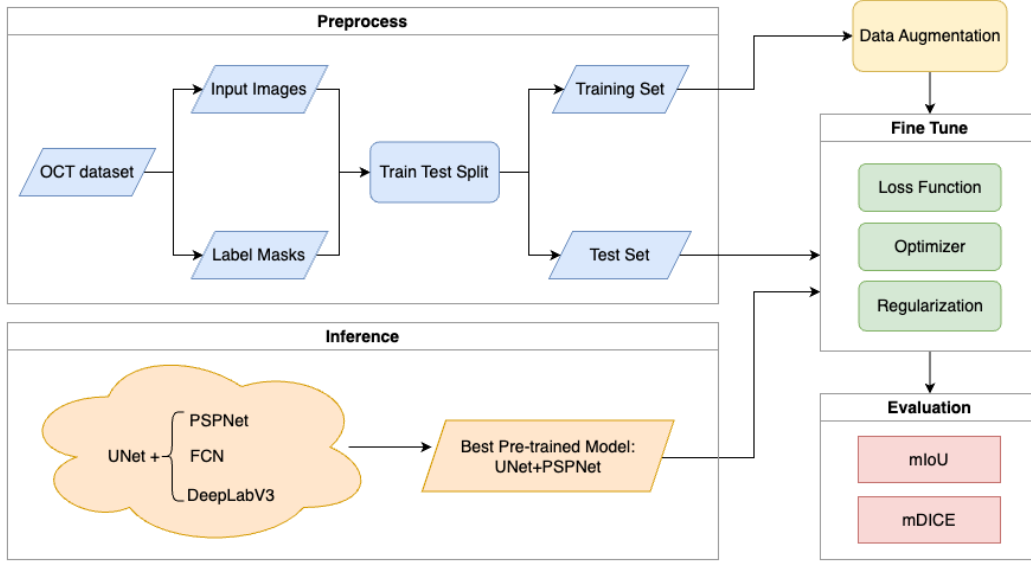 Preprocess
OCT dataset
Input Images
Label Masks
Train Test Split
Training Set
Test Set
Data Augmentation
Fine Tune
Loss Function
Optimizer
Regularization
Inference
UNet +
PSPNet
FCN
DeepLabV3
Best Pre-trained Model:
UNet+PSPNet
Evaluation
mIoU
mDICE